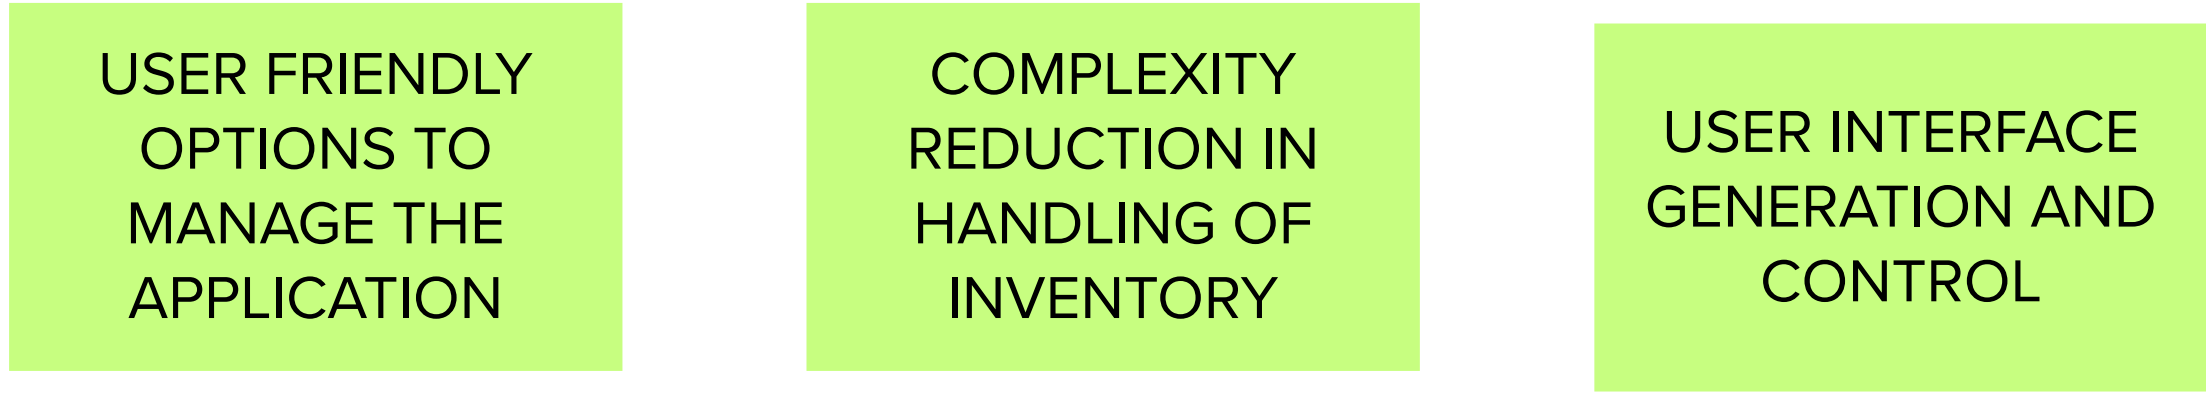 USER FRIENDLY
OPTIONS TO
MANAGE THE
APPLICATION
COMPLEXITY
REDUCTION IN
HANDLING OF
INVENTORY
USER INTERFACE
GENERATION AND
CONTROL